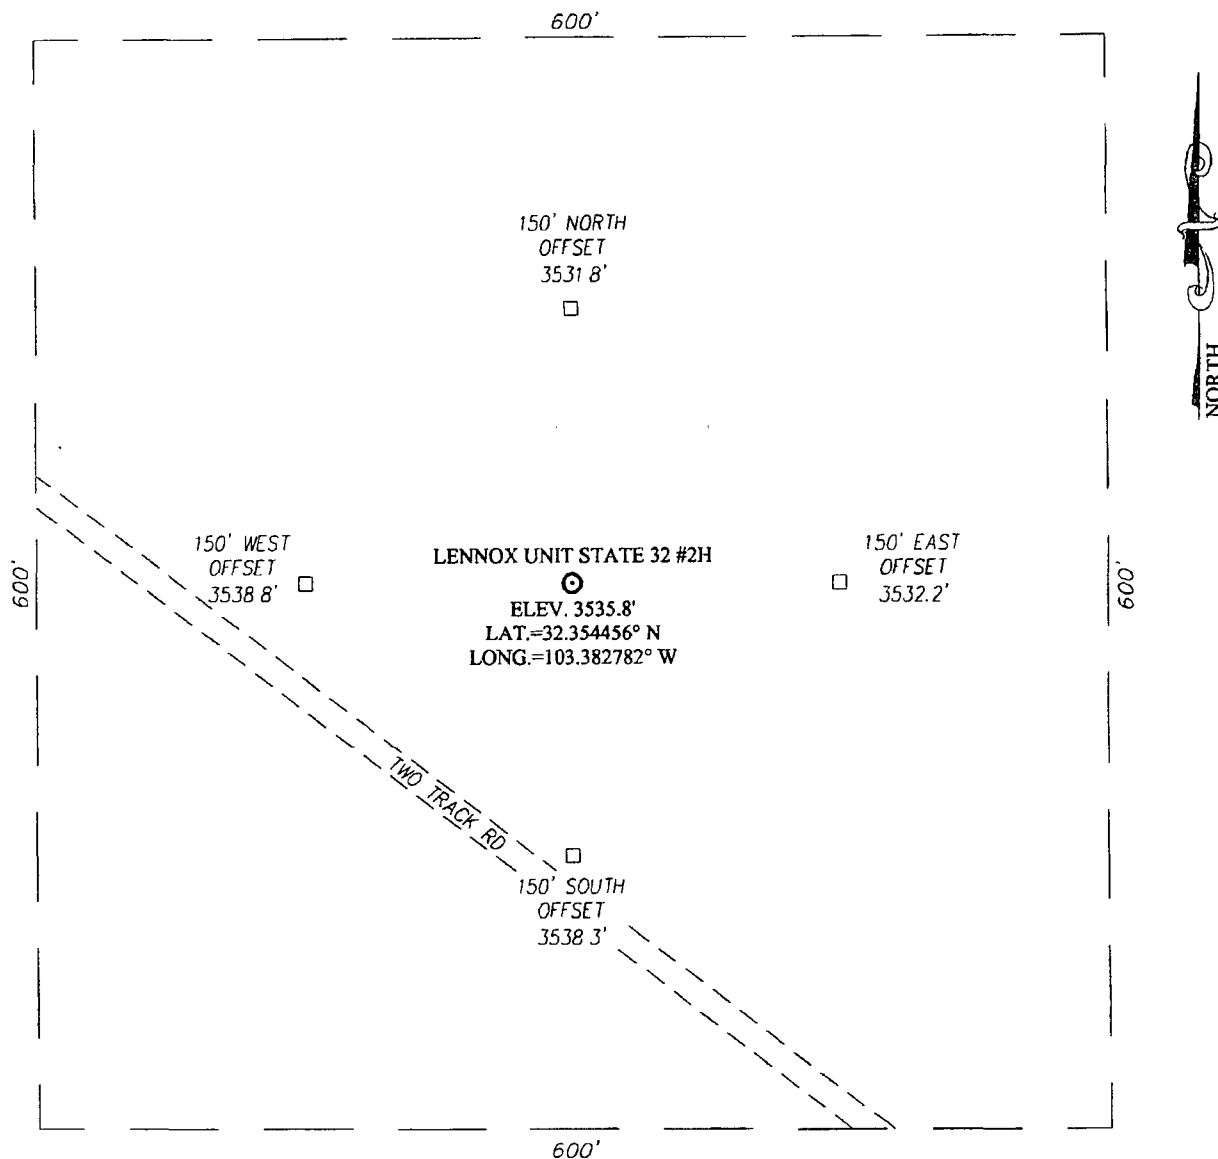 600'
150' NORTH
OFFSET
3531 8'
NORTH
150' WEST
OFFSET
3538 8'
LENNOX UNIT STATE 32 #2H
ELEV. 3535.8'
LAT.=32.354456° N
LONG.=103.382782° W
150' EAST
OFFSET
3532.2'
600'
600'
TWO TRACK RD
150' SOUTH
OFFSET
3538 3'
600'